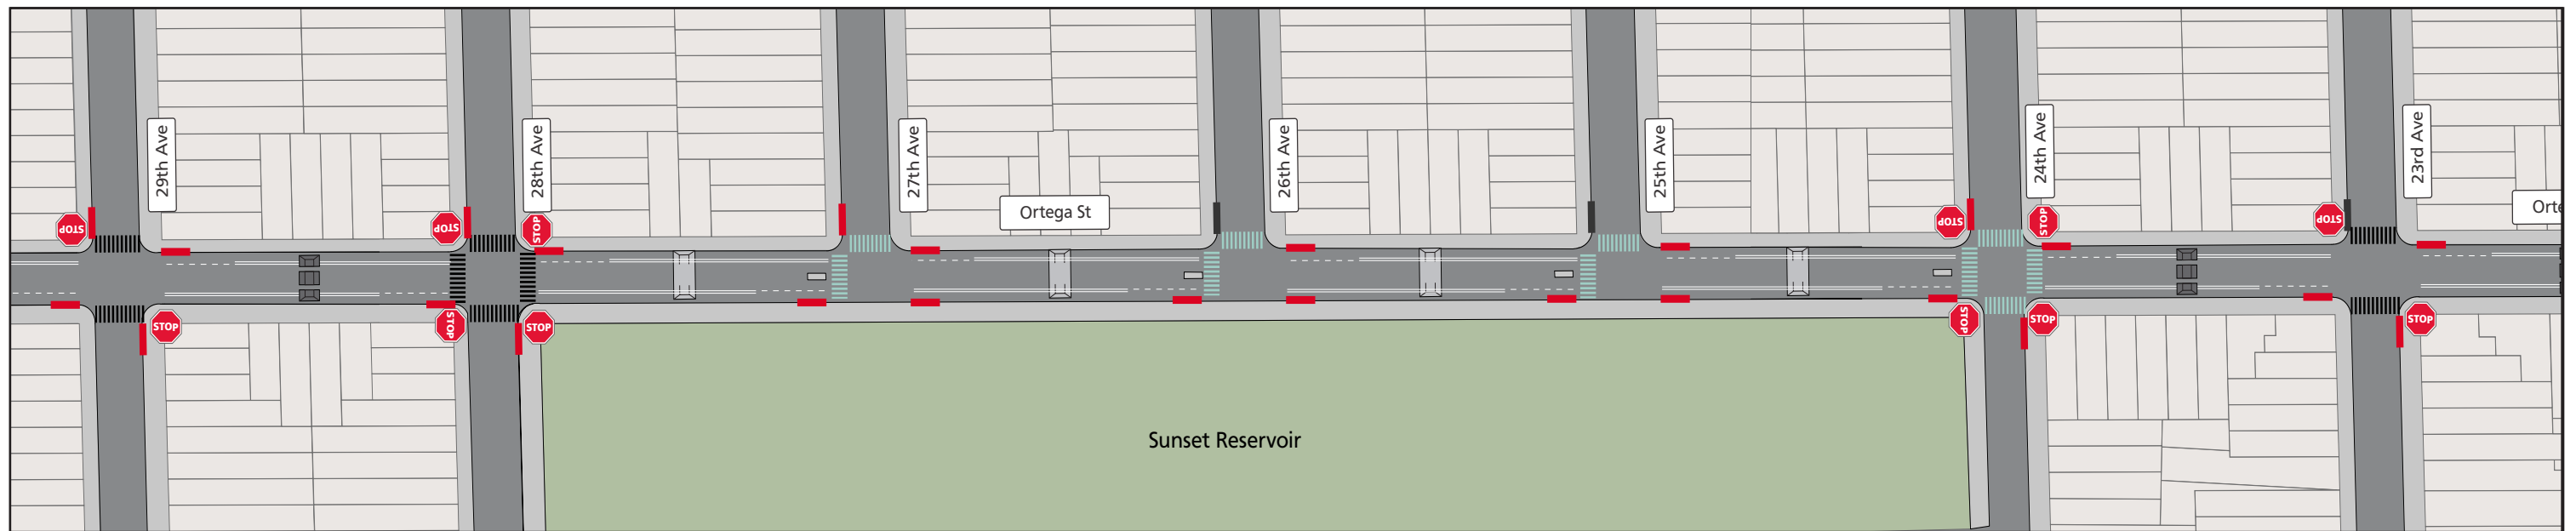 29th Ave
28th Ave
27th Ave
26th Ave
25th Ave
24th Ave
23rd Ave
Ortega St
Orte
STOP
STOP
STOP
STOP
STOP
STOP
STOP
STOP
STOP
STOP
STOP
STOP
Sunset Reservoir